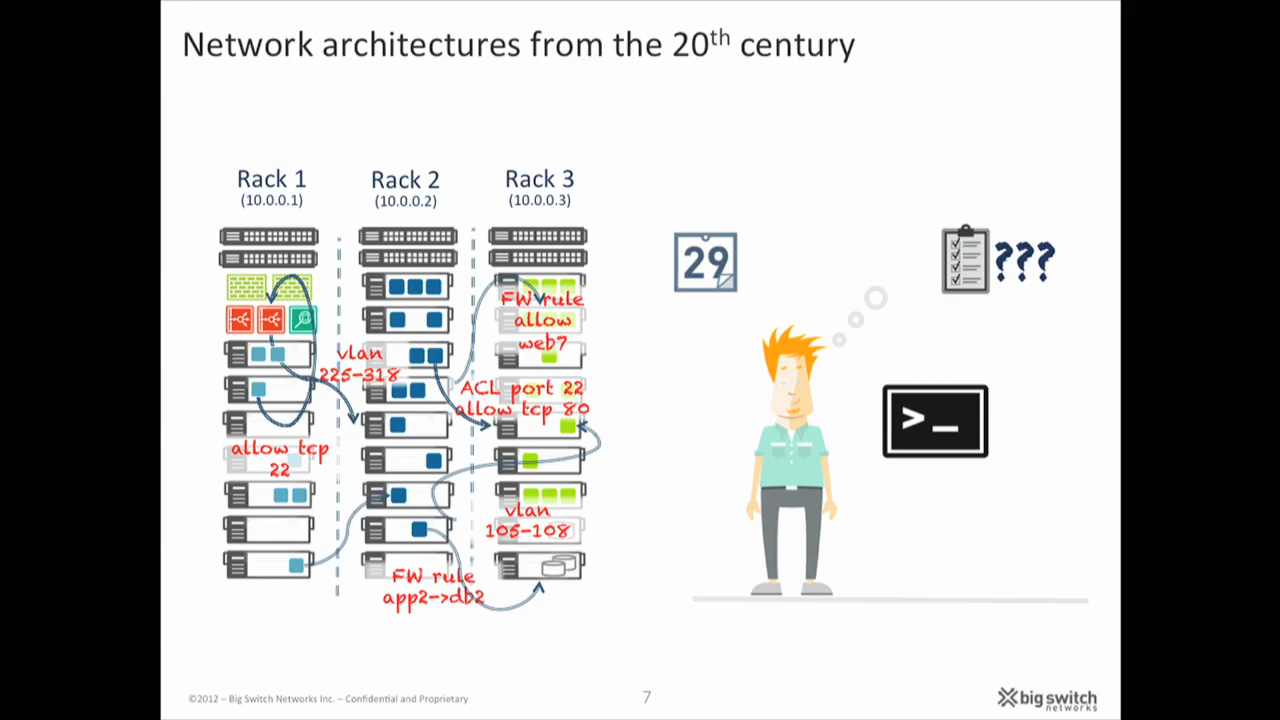 Network architectures from the 20th century
Rack 1
(10.0.0.1)
Rack 2
(10.0.0.2)
Rack 3
(10.0.0.3)
29
???
FW rule
allow
web7
vlan
225-318
ACL port 22
allow tcp 80
>_
allow tcp
22
vlan
105-108
FW rule
app2->db2
©2012 – Big Switch Networks Inc. – Confidential and Proprietary
7
big switch
networks